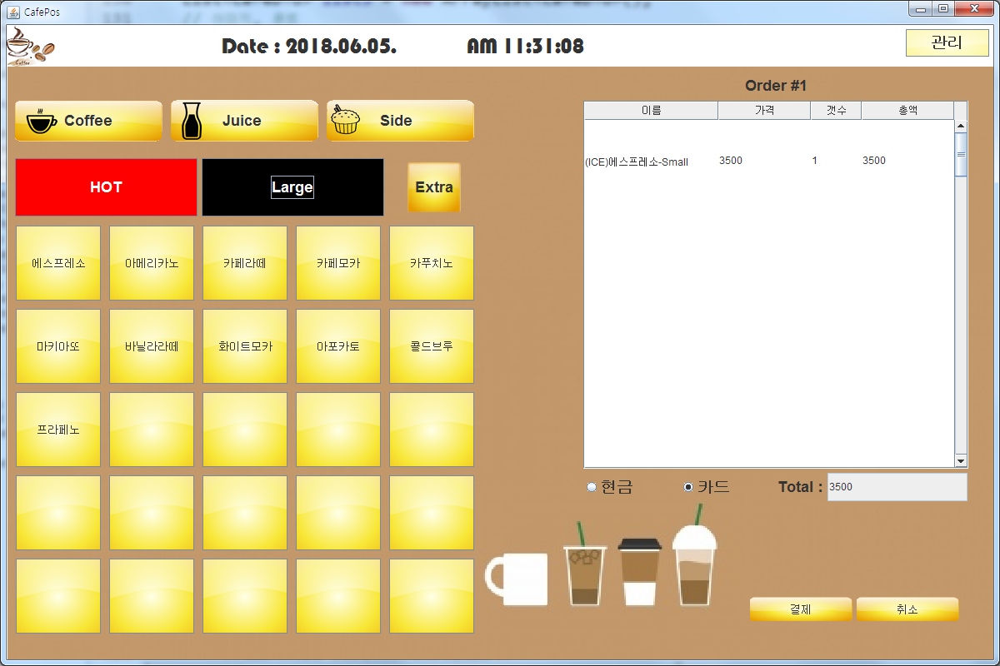 CafePos
Coffee
Date : 2018.06.05. AM 11:31:08
관리
Order #1
Coffee Juice Side
이름 가격 갯수 총액
(ICE)에스프레소-Small 3500 1 3500
HOT Large Extra
에스프레소 아메리카노 카페라떼 카페모카 카푸치노
마키아또 바닐라라떼 화이트모카 아포카토 콜드브루
프라페노
현금 카드 Total : 3500
결제 취소